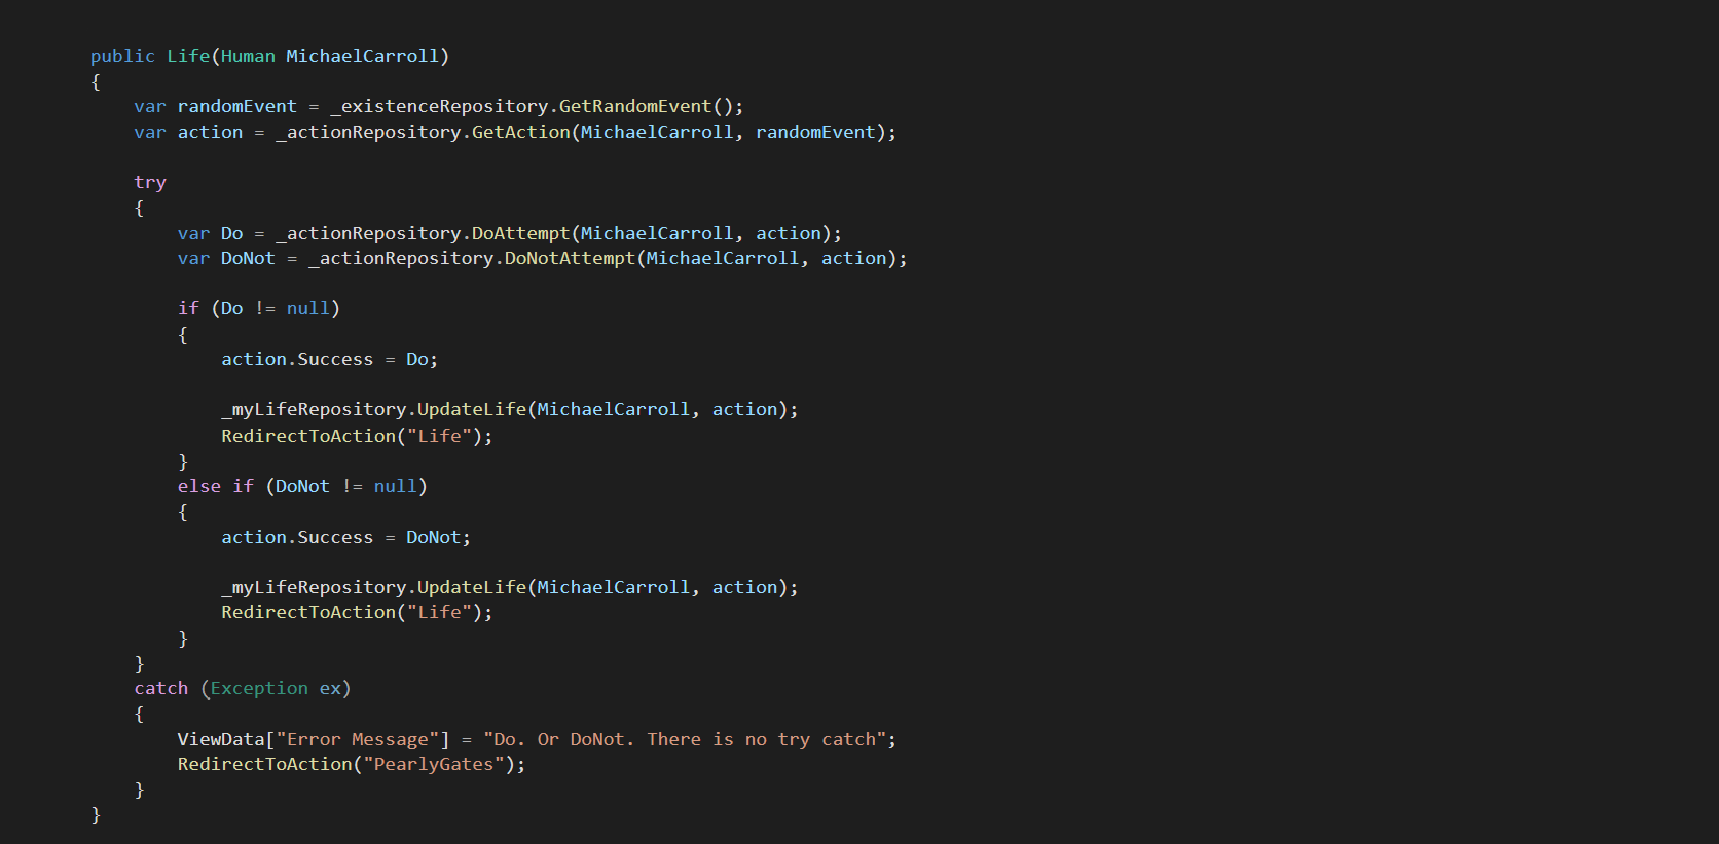 public Life(Human MichaelCarroll)
{
    var randomEvent = _existenceRepository.GetRandomEvent();
    var action = _actionRepository.GetAction(MichaelCarroll, randomEvent);

    try
    {
        var Do = _actionRepository.DoAttempt(MichaelCarroll, action);
        var DoNot = _actionRepository.DoNotAttempt(MichaelCarroll, action);

        if (Do != null)
        {
            action.Success = Do;

            _myLifeRepository.UpdateLife(MichaelCarroll, action);
            RedirectToAction("Life");
        }
        else if (DoNot != null)
        {
            action.Success = DoNot;

            _myLifeRepository.UpdateLife(MichaelCarroll, action);
            RedirectToAction("Life");
        }
    }
    catch (Exception ex)
    {
        ViewData["Error Message"] = "Do. Or DoNot. There is no try catch";
        RedirectToAction("PearlyGates");
    }
}